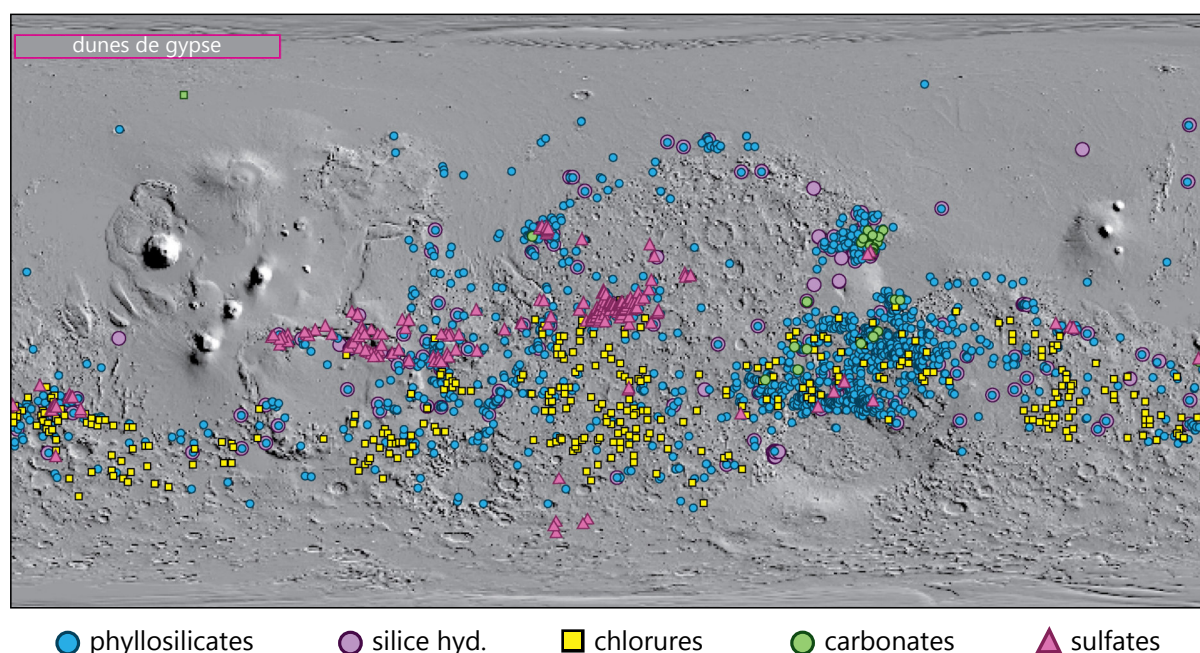 dunes de gypse
phyllosilicates silice hyd. chlorures carbonates sulfates